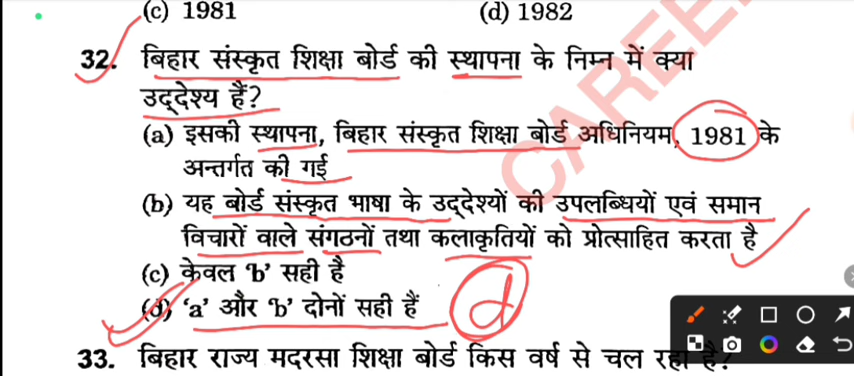 (c) 1981 (d) 1982
32. बिहार संस्कृत शिक्षा बोर्ड की स्थापना के निम्न में क्या
उद्देश्य हैं?
(a) इसकी स्थापना, बिहार संस्कृत शिक्षा बोर्ड अधिनियम, 1981 के
अन्तर्गत की गई
(b) यह बोर्ड संस्कृत भाषा के उद्देश्यों की उपलब्धियों एवं समान
विचारों वाले संगठनों तथा कलाकृतियों को प्रोत्साहित करता है
(c) केवल 'b' सही है
(d) 'a' और 'b' दोनों सही हैं
d
33. बिहार राज्य मदरसा शिक्षा बोर्ड किस वर्ष से चल रहा है?
CAREE